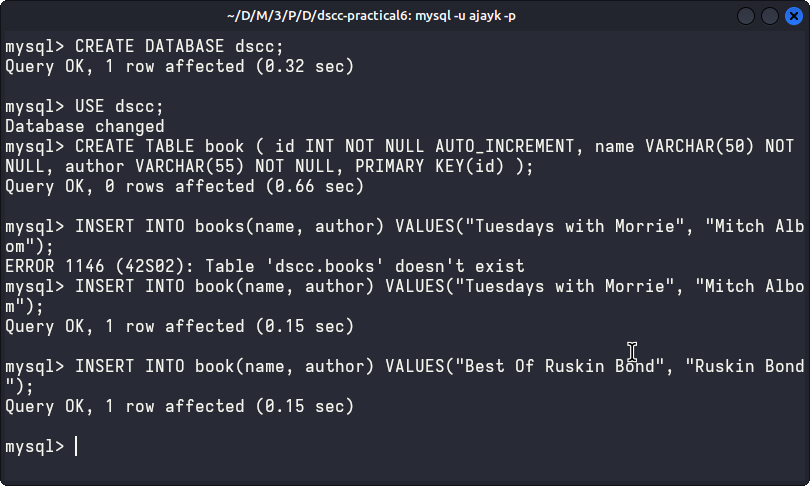 ~/D/M/3/P/D/dscc-practical6: mysql -u ajayk -p
mysql> CREATE DATABASE dscc;
Query OK, 1 row affected (0.32 sec)
mysql> USE dscc;
Database changed
mysql> CREATE TABLE book ( id INT NOT NULL AUTO_INCREMENT, name VARCHAR(50) NOT
NULL, author VARCHAR(55) NOT NULL, PRIMARY KEY(id) );
Query OK, 0 rows affected (0.66 sec)
mysql> INSERT INTO books(name, author) VALUES("Tuesdays with Morrie", "Mitch Alb
om");
ERROR 1146 (42S02): Table 'dscc.books' doesn't exist
mysql> INSERT INTO book(name, author) VALUES("Tuesdays with Morrie", "Mitch Albo
m");
Query OK, 1 row affected (0.15 sec)
mysql> INSERT INTO book(name, author) VALUES("Best Of Ruskin Bond", "Ruskin Bond
");
Query OK, 1 row affected (0.15 sec)
mysql>